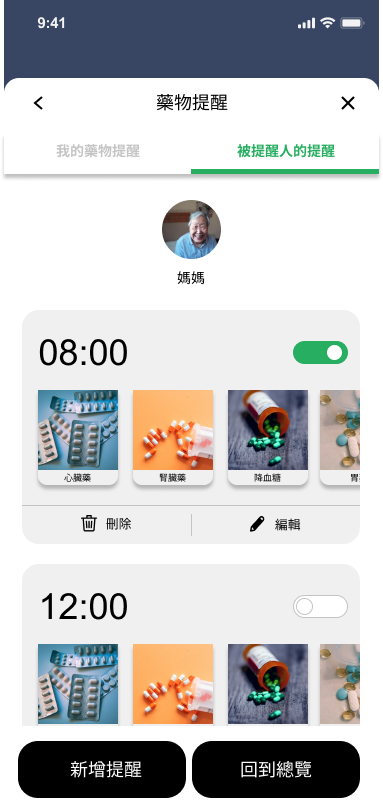 9:41
藥物提醒
我的藥物提醒
被提醒人的提醒
媽媽
08:00
心臟藥
腎臟藥
降血糖
刪除
編輯
12:00
新增提醒
回到總覽